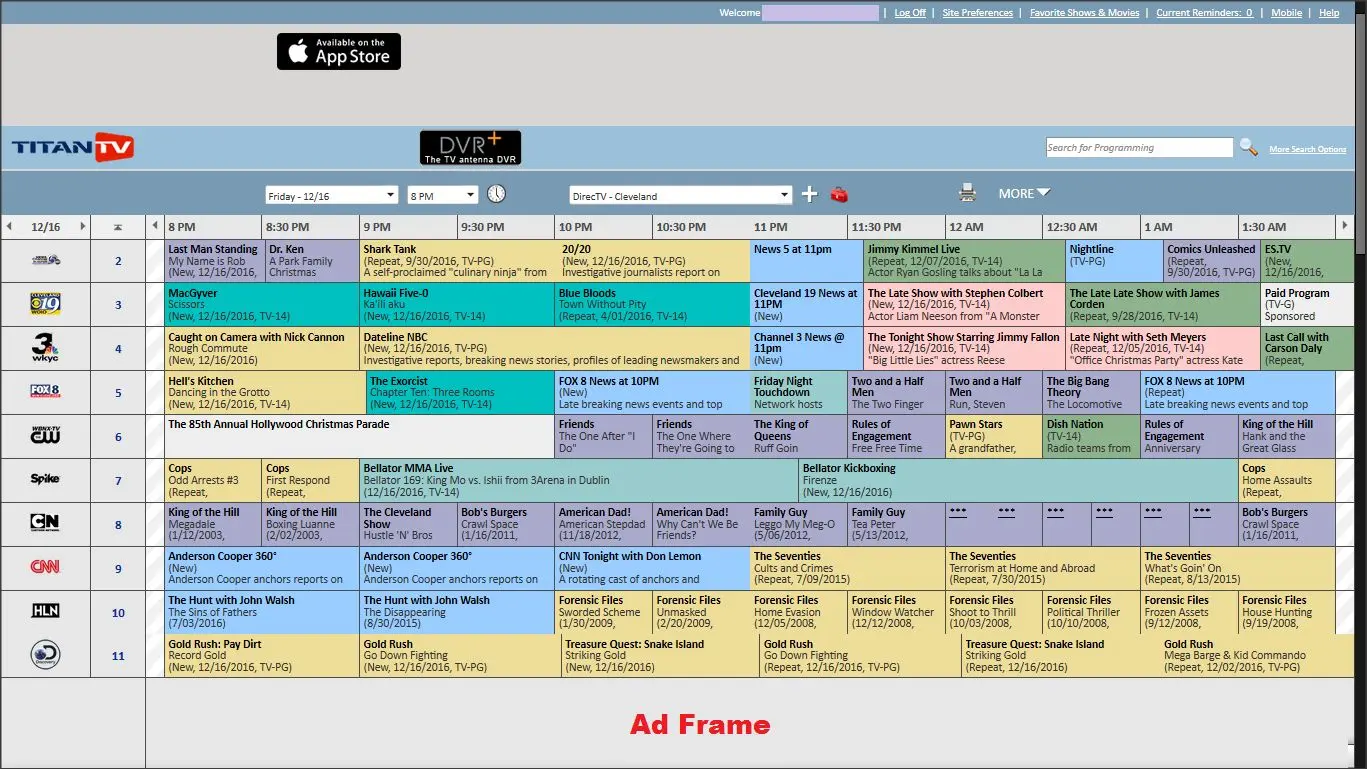 Welcome | Log Off | Site Preferences | Favorite Shows & Movies | Current Reminders: 0 | Mobile | Help
Available on the
App Store
TITAN TV
DVR+
The TV antenna DVR
Search for Programming
More Search Options
Friday - 12/16
8 PM
DirecTV - Cleveland
MORE
12/16
8 PM
8:30 PM
9 PM
9:30 PM
10 PM
10:30 PM
11 PM
11:30 PM
12 AM
12:30 AM
1 AM
1:30 AM
2
Last Man Standing
My Name is Rob
(New, 12/16/2016,
Dr. Ken
A Park Family
Christmas
Shark Tank
(Repeat, 9/30/2016, TV-PG)
A self-proclaimed "culinary ninja" from
20/20
(New, 12/16/2016, TV-PG)
Investigative journalists report on
News 5 at 11pm
Jimmy Kimmel Live
(Repeat, 12/07/2016, TV-14)
Actor Ryan Gosling talks about "La La
Nightline
(TV-PG)
Comics Unleashed
(Repeat,
9/30/2016, TV-PG)
ES.TV
(New,
12/16/2016,
CLEVELAND
19
WOIO
3
MacGyver
Scissors
(New, 12/16/2016, TV-14)
Hawaii Five-0
Ka'ili aku
(New, 12/16/2016, TV-14)
Blue Bloods
Town Without Pity
(Repeat, 4/01/2016, TV-14)
Cleveland 19 News at
11PM
(New)
The Late Show with Stephen Colbert
(New, 12/16/2016, TV-14)
Actor Liam Neeson from "A Monster
The Late Late Show with James
Corden
(Repeat, 9/28/2016, TV-14)
Paid Program
(TV-G)
Sponsored
3
wkyc
4
Caught on Camera with Nick Cannon
Rough Commute
(New, 12/16/2016)
Dateline NBC
(New, 12/16/2016, TV-PG)
Investigative reports, breaking news stories, profiles of leading newsmakers and
Channel 3 News @
11pm
(New)
The Tonight Show Starring Jimmy Fallon
(New, 12/16/2016, TV-14)
"Big Little Lies" actress Reese
Late Night with Seth Meyers
(Repeat, 12/05/2016, TV-14)
"Office Christmas Party" actress Kate
Last Call with
Carson Daly
(Repeat,
FOX 8
5
Hell's Kitchen
Dancing in the Grotto
(New, 12/16/2016, TV-14)
The Exorcist
Chapter Ten: Three Rooms
(New, 12/16/2016, TV-14)
FOX 8 News at 10PM
(New)
Late breaking news events and top
Friday Night
Touchdown
Network hosts
Two and a Half
Men
The Two Finger
Two and a Half
Men
Run, Steven
The Big Bang
Theory
The Locomotive
FOX 8 News at 10PM
(Repeat)
Late breaking news events and top
WBNX-TV
CW
6
The 85th Annual Hollywood Christmas Parade
Friends
The One After "I
Do"
Friends
The One Where
They're Going to
The King of
Queens
Ruff Goin
Rules of
Engagement
Free Free Time
Pawn Stars
(TV-PG)
A grandfather,
Dish Nation
(TV-14)
Radio teams from
Rules of
Engagement
Anniversary
King of the Hill
Hank and the
Great Glass
Spike
7
Cops
Odd Arrests #3
(Repeat,
Cops
First Respond
(Repeat,
Bellator MMA Live
Bellator 169: King Mo vs. Ishii from 3Arena in Dublin
(12/16/2016, TV-14)
Bellator Kickboxing
Firenze
(New, 12/16/2016)
Cops
Home Assaults
(Repeat,
CN
8
King of the Hill
Megadale
(1/12/2003,
King of the Hill
Boxing Luanne
(2/02/2003,
The Cleveland
Show
Hustle 'N' Bros
Bob's Burgers
Crawl Space
(1/16/2011,
American Dad!
American Stepdad
(11/18/2012,
American Dad!
Why Can't We Be
Friends?
Family Guy
Leggo My Meg-O
(5/06/2012,
Family Guy
Tea Peter
(5/13/2012,
***
***
***
***
***
***
Bob's Burgers
Crawl Space
(1/16/2011,
CNN
9
Anderson Cooper 360°
(New)
Anderson Cooper anchors reports on
Anderson Cooper 360°
(New)
Anderson Cooper anchors reports on
CNN Tonight with Don Lemon
(New)
A rotating cast of anchors and
The Seventies
Cults and Crimes
(Repeat, 7/09/2015)
The Seventies
Terrorism at Home and Abroad
(Repeat, 7/30/2015)
The Seventies
What's Goin' On
(Repeat, 8/13/2015)
HLN
10
The Hunt with John Walsh
The Sins of Fathers
(7/03/2016)
The Hunt with John Walsh
The Disappearing
(8/30/2015)
Forensic Files
Sworded Scheme
(1/30/2009,
Forensic Files
Unmasked
(2/20/2009,
Forensic Files
Home Evasion
(12/05/2008,
Forensic Files
Window Watcher
(12/12/2008,
Forensic Files
Shoot to Thrill
(10/03/2008,
Forensic Files
Political Thriller
(10/10/2008,
Forensic Files
Frozen Assets
(9/12/2008,
Forensic Files
House Hunting
(9/19/2008,
Discovery
11
Gold Rush: Pay Dirt
Record Gold
(New, 12/16/2016, TV-PG)
Gold Rush
Go Down Fighting
(New, 12/16/2016, TV-PG)
Treasure Quest: Snake Island
Striking Gold
(New, 12/16/2016)
Gold Rush
Go Down Fighting
(Repeat, 12/16/2016, TV-PG)
Treasure Quest: Snake Island
Striking Gold
(Repeat, 12/16/2016)
Gold Rush
Mega Barge & Kid Commando
(Repeat, 12/02/2016, TV-PG)
Ad Frame